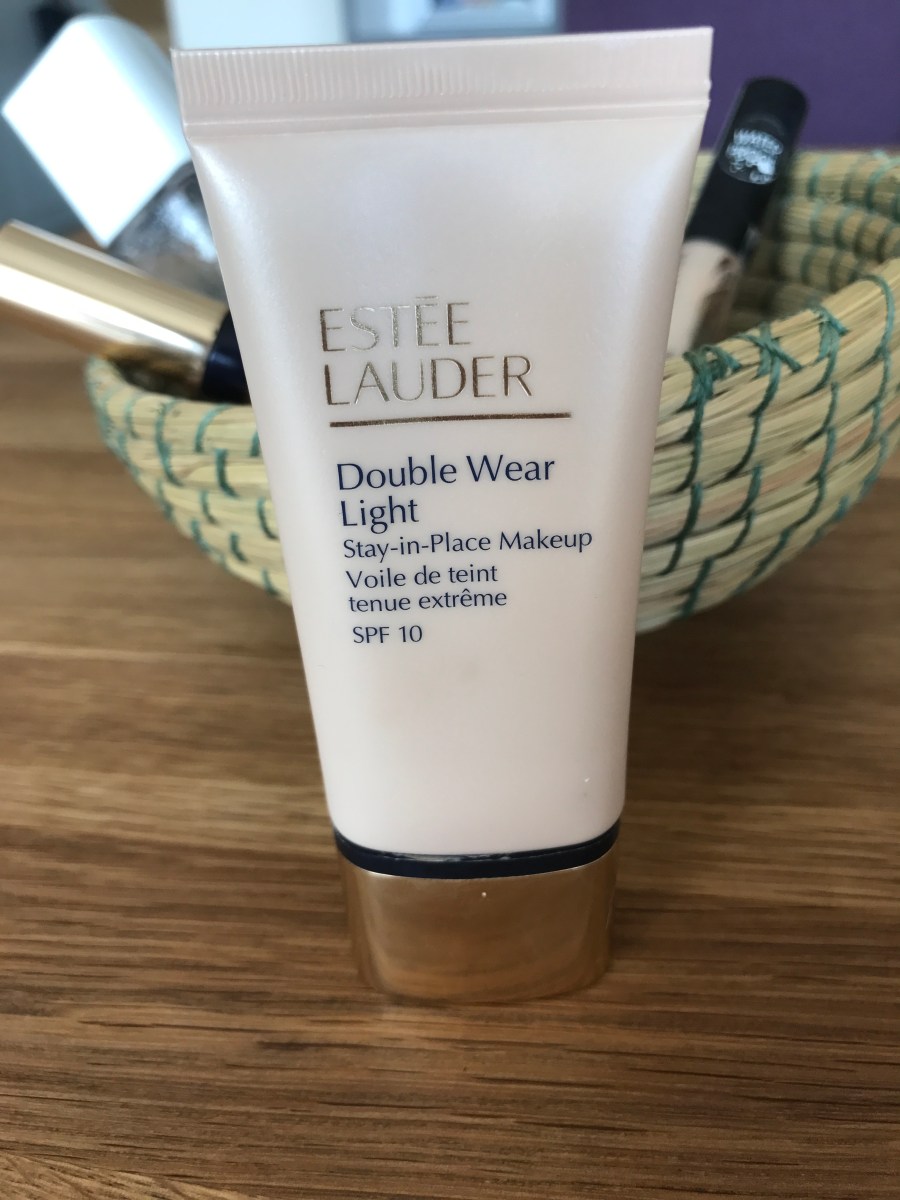 ESTĒE
LAUDER
Double Wear
Light
Stay-in-Place Makeup
Voile de teint
tenue extrême
SPF 10